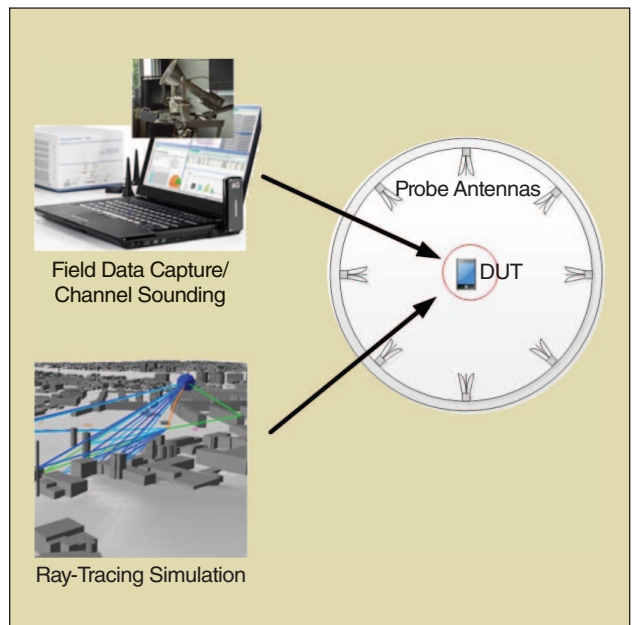 Field Data Capture/
Channel Sounding
Probe Antennas
DUT
Ray-Tracing Simulation